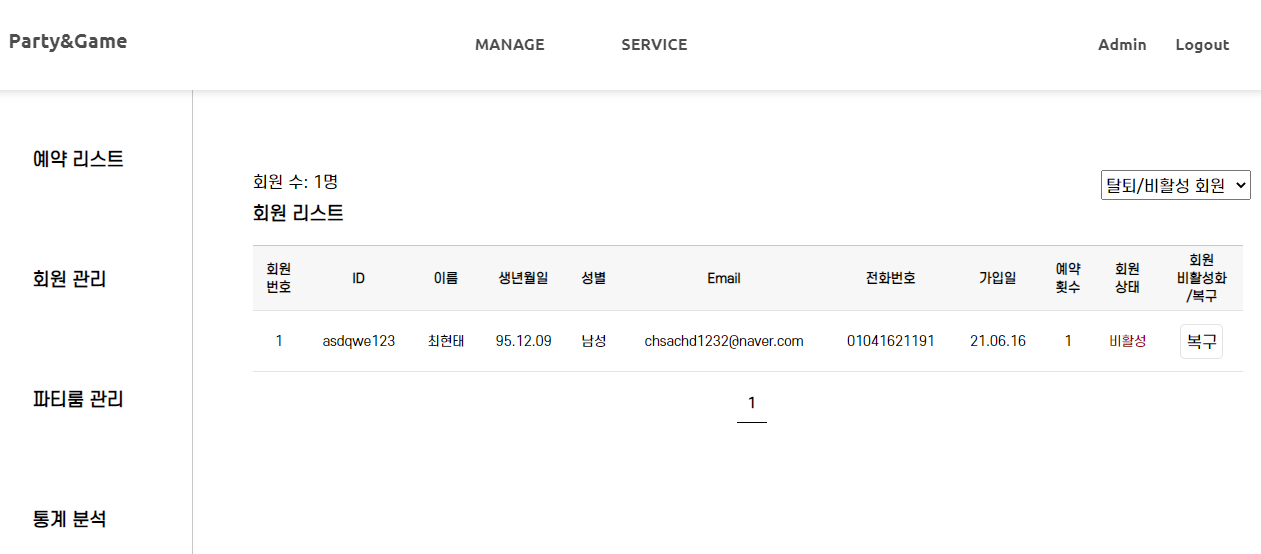 Party&Game
MANAGE SERVICE
Admin Logout
예약 리스트
회원 관리
파티룸 관리
통계 분석
회원 수: 1명
탈퇴/비활성 회원
회원 리스트
회원 번호 ID 이름 생년월일 성별 Email 전화번호 가입일 예약 횟수 회원 상태 회원 비활성화 /복구
1 asdqwe123 최현태 95.12.09 남성 chsachd1232@naver.com 01041621191 21.06.16 1 비활성 복구
1